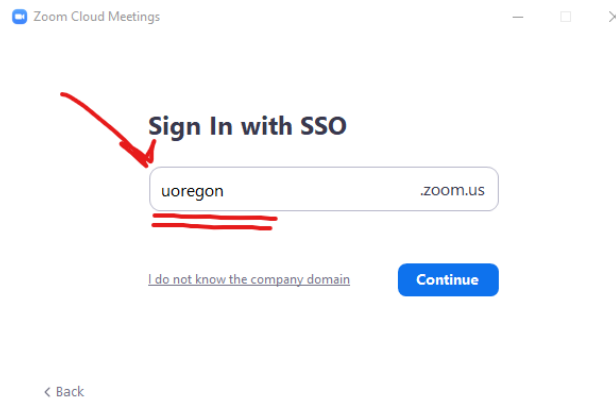 Zoom Cloud Meetings
Sign In with SSO
uoregon .zoom.us
I do not know the company domain Continue
Back